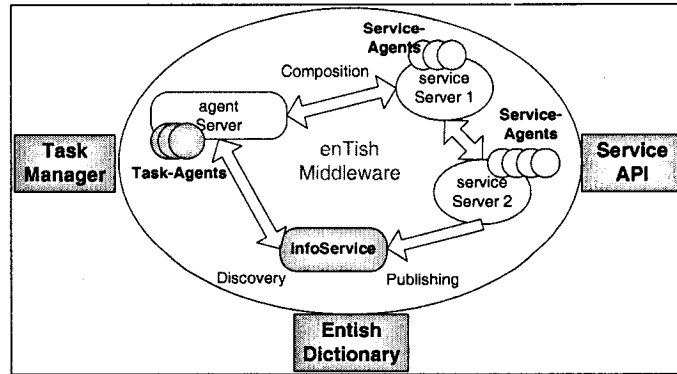 Service-
Agents
Composition
service
Server 1
agent
Server
Service-
Agents
enTish
Middleware
Task
Manager
Task-Agents
service
Server 2
Service
API
InfoService
Discovery
Publishing
Entish
Dictionary